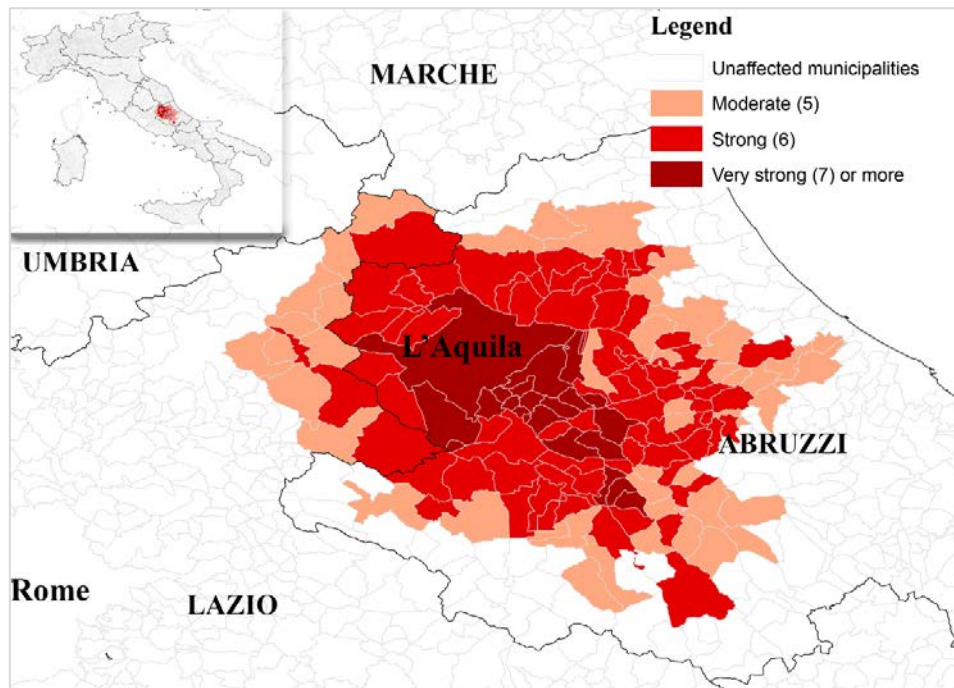 Legend
Unaffected municipalities
Moderate (5)
Strong (6)
Very strong (7) or more
MARCHE
UMBRIA
L'Aquila
ABRUZZI
Rome
LAZIO